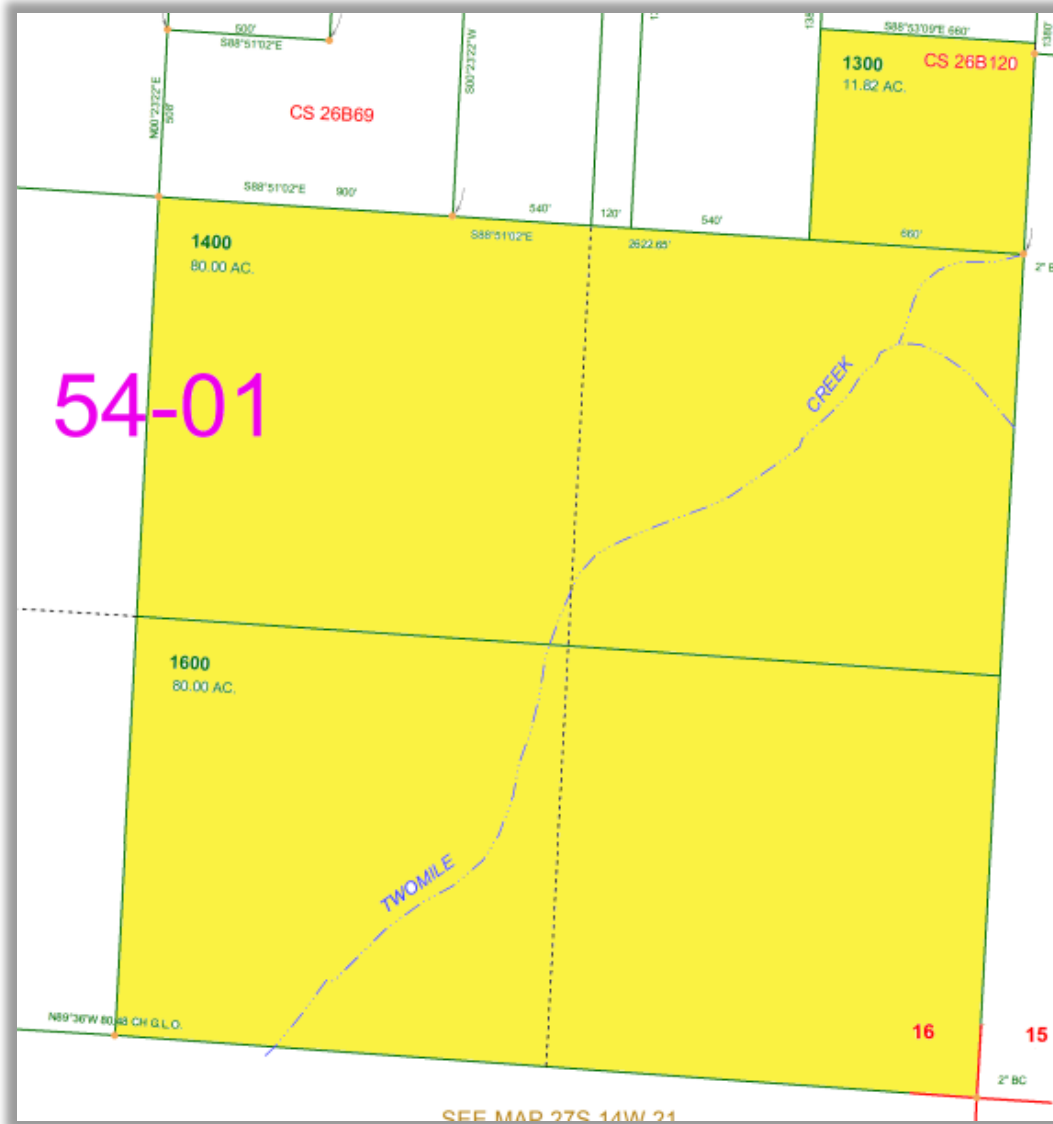 500'
S88°51'02"E
N00°23'22"E
508'
CS 26B69
S00°23'22"W
S88°53'09"E 660'
1380'
1300
CS 26B120
11.82 AC.
S88°51'02"E 900'
540'
120'
540'
660'
S88°51'02"E
2622.65'
1400
80.00 AC.
2" B
54-01
CREEK
1600
80.00 AC.
TWOMILE
N89°36'W 80.48 CH G.L.O.
16
15
2" BC
SEE MAP 27S 14W 21